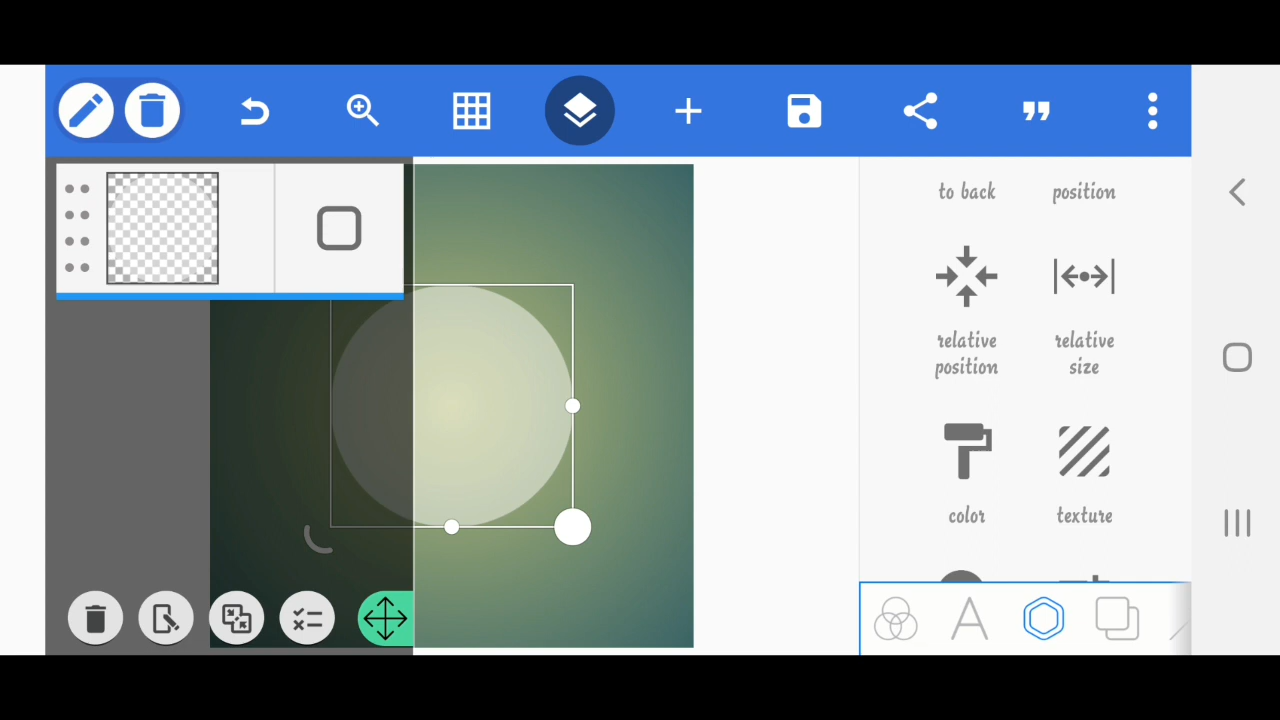 to back
position
relative
position
relative
size
color
texture